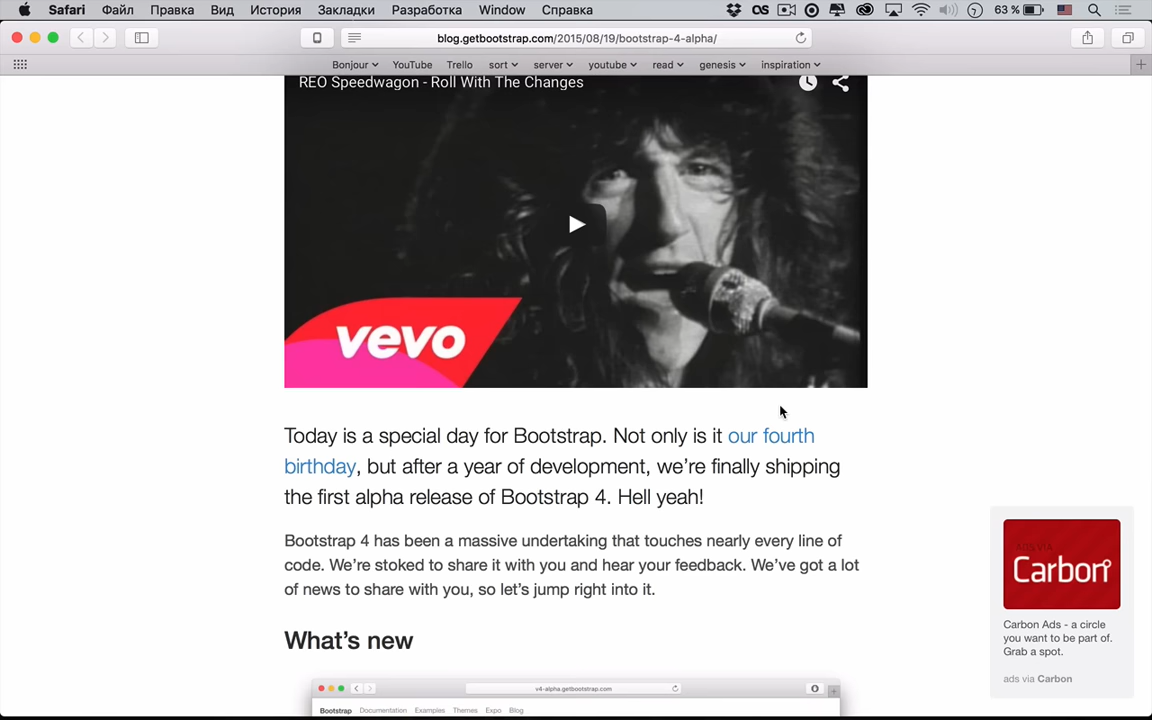 Safari Файл Правка Вид История Закладки Разработка Window Справка 63 %
blog.getbootstrap.com/2015/08/19/bootstrap-4-alpha/
Bonjour YouTube Trello sort server youtube read genesis inspiration
REO Speedwagon - Roll With The Changes
vevo
Today is a special day for Bootstrap. Not only is it our fourth
birthday, but after a year of development, we’re finally shipping
the first alpha release of Bootstrap 4. Hell yeah!
Bootstrap 4 has been a massive undertaking that touches nearly every line of
code. We’re stoked to share it with you and hear your feedback. We’ve got a lot
of news to share with you, so let’s jump right into it.
ADS VIA
Carbon
Carbon Ads - a circle
you want to be part of.
Grab a spot.
ads via Carbon
What’s new
v4-alpha.getbootstrap.com
Bootstrap Documentation Examples Themes Expo Blog